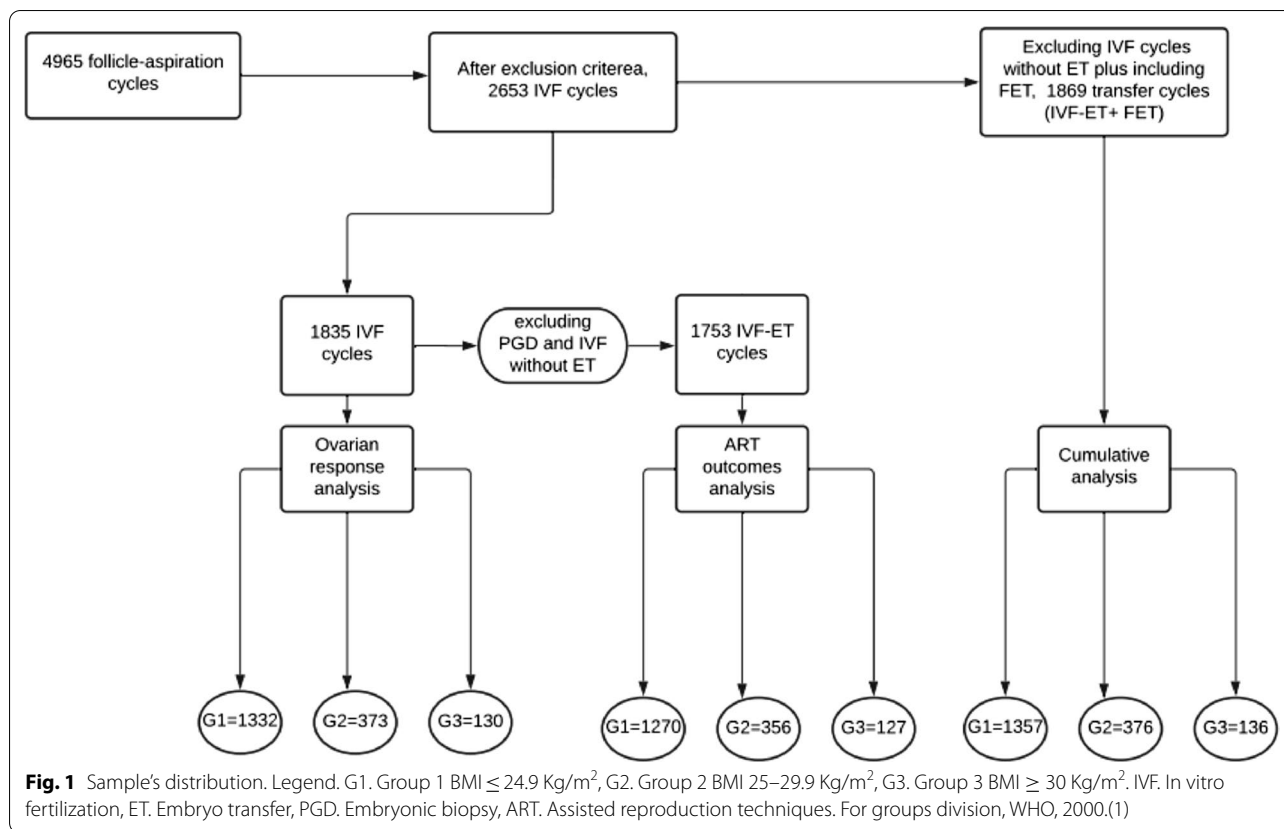 4965 follicle-aspiration
cycles
After exclusion criterea,
2653 IVF cycles
Excluding IVF cycles
without ET plus including
FET, 1869 transfer cycles
(IVF-ET+ FET)
1835 IVF
cycles
excluding
PGD and IVF
without ET
1753 IVF-ET
cycles
Ovarian
response
analysis
ART
outcomes
analysis
Cumulative
analysis
G1=1332
G2=373
G3=130
G1=1270
G2=356
G3=127
G1=1357
G2=376
G3=136
Fig. 1 Sample's distribution. Legend. G1. Group 1 BMI ≤ 24.9 Kg/m², G2. Group 2 BMI 25–29.9 Kg/m², G3. Group 3 BMI ≥ 30 Kg/m². IVF. In vitro
fertilization, ET. Embryo transfer, PGD. Embryonic biopsy, ART. Assisted reproduction techniques. For groups division, WHO, 2000.(1)